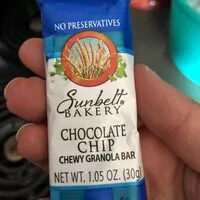 NO PRESERVATIVES
Sunbelt®
BAKERY
CHOCOLATE
CHIP
CHEWY GRANOLA BAR
NET WT. 1.05 OZ. (30g)